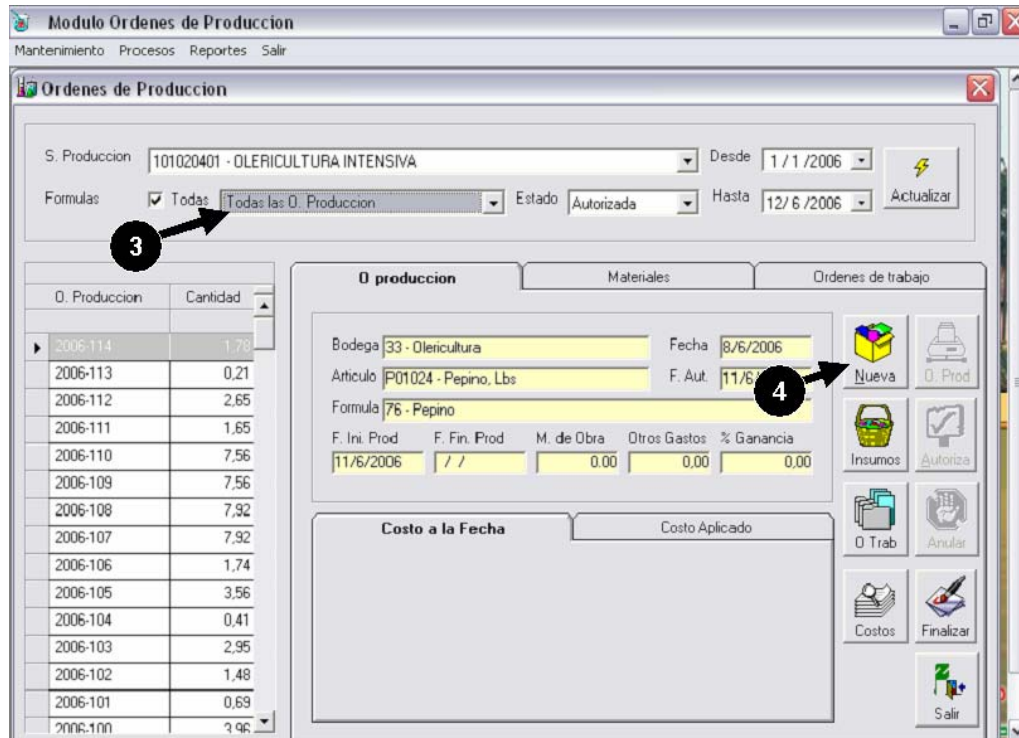 Modulo Ordenes de Produccion
Mantenimiento Procesos Reportes Salir
Ordenes de Produccion
S. Produccion 101020401 - OLERICULTURA INTENSIVA Desde 1 / 1 /2006
Actualizar
Formulas Todas Todas las O. Produccion Estado Autorizada Hasta 12/ 6 /2006
3
O. Produccion Cantidad
2006-114 1,78
2006-113 0,21
2006-112 2,65
2006-111 1,65
2006-110 7,56
2006-109 7,56
2006-108 7,92
2006-107 7,92
2006-106 1,74
2006-105 3,56
2006-104 0,41
2006-103 2,95
2006-102 1,48
2006-101 0,69
2006-100 3,96
O produccion Materiales Ordenes de trabajo
Bodega 33 - Olericultura Fecha 8/6/2006
Articulo P01024 - Pepino, Lbs F. Aut. 11/6/
4
Formula 76 - Pepino
F. Ini. Prod F. Fin. Prod M. de Obra Otros Gastos % Ganancia
11/6/2006 / / 0.00 0,00 0,00
Costo a la Fecha Costo Aplicado
Nueva O. Prod
Insumos Autoriza
O Trab Anular
Costos Finalizar
Salir